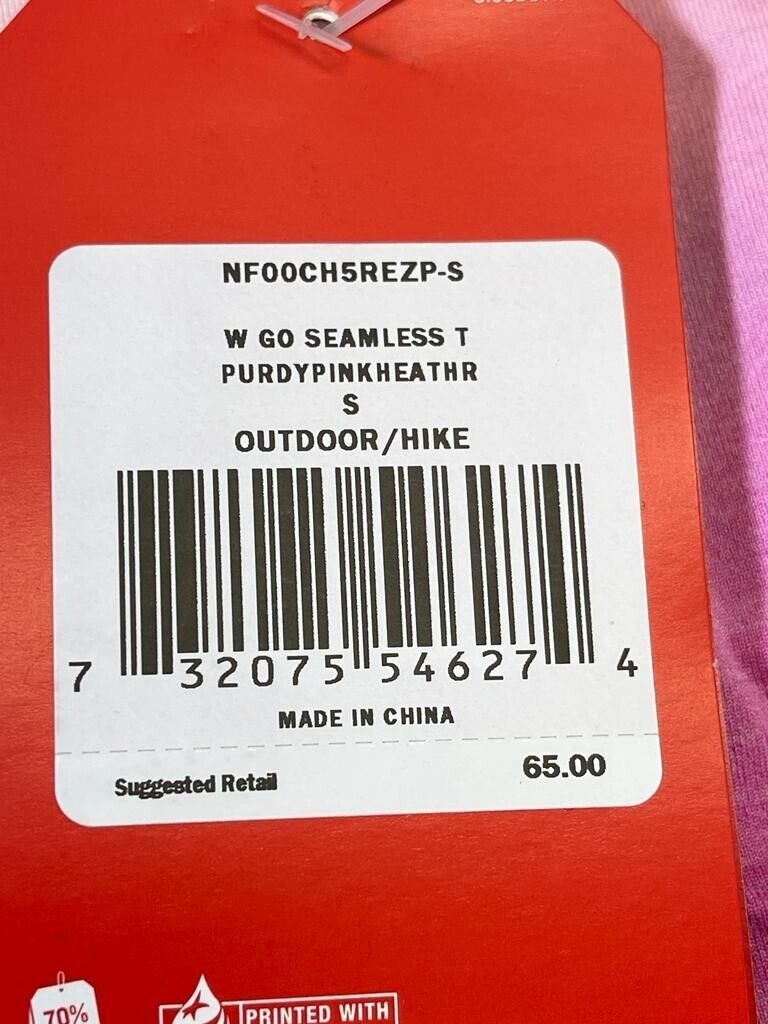 NF00CH5REZP-S
W GO SEAMLESS T
PURDYPINKHEATHR
S
OUTDOOR/HIKE
7 32075 54627 4
MADE IN CHINA
Suggested Retail 65.00
70%
PRINTED WITH